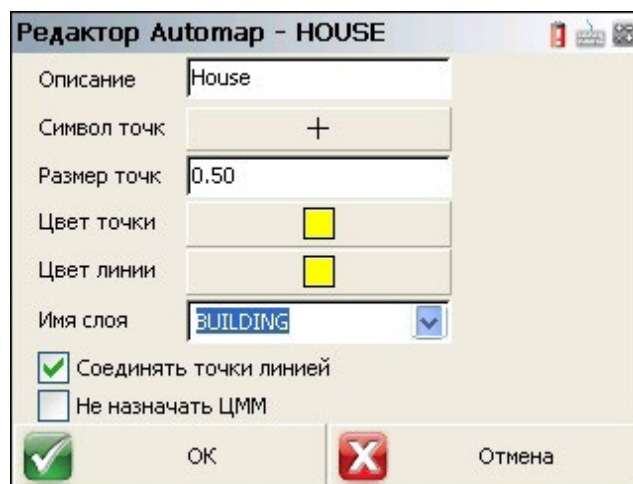 Редактор Automap - HOUSE
Описание House
Символ точк +
Размер точк 0.50
Цвет точки
Цвет линии
Имя слоя BUILDING
Соединять точки линией
Не назначать ЦММ
ОК Отмена